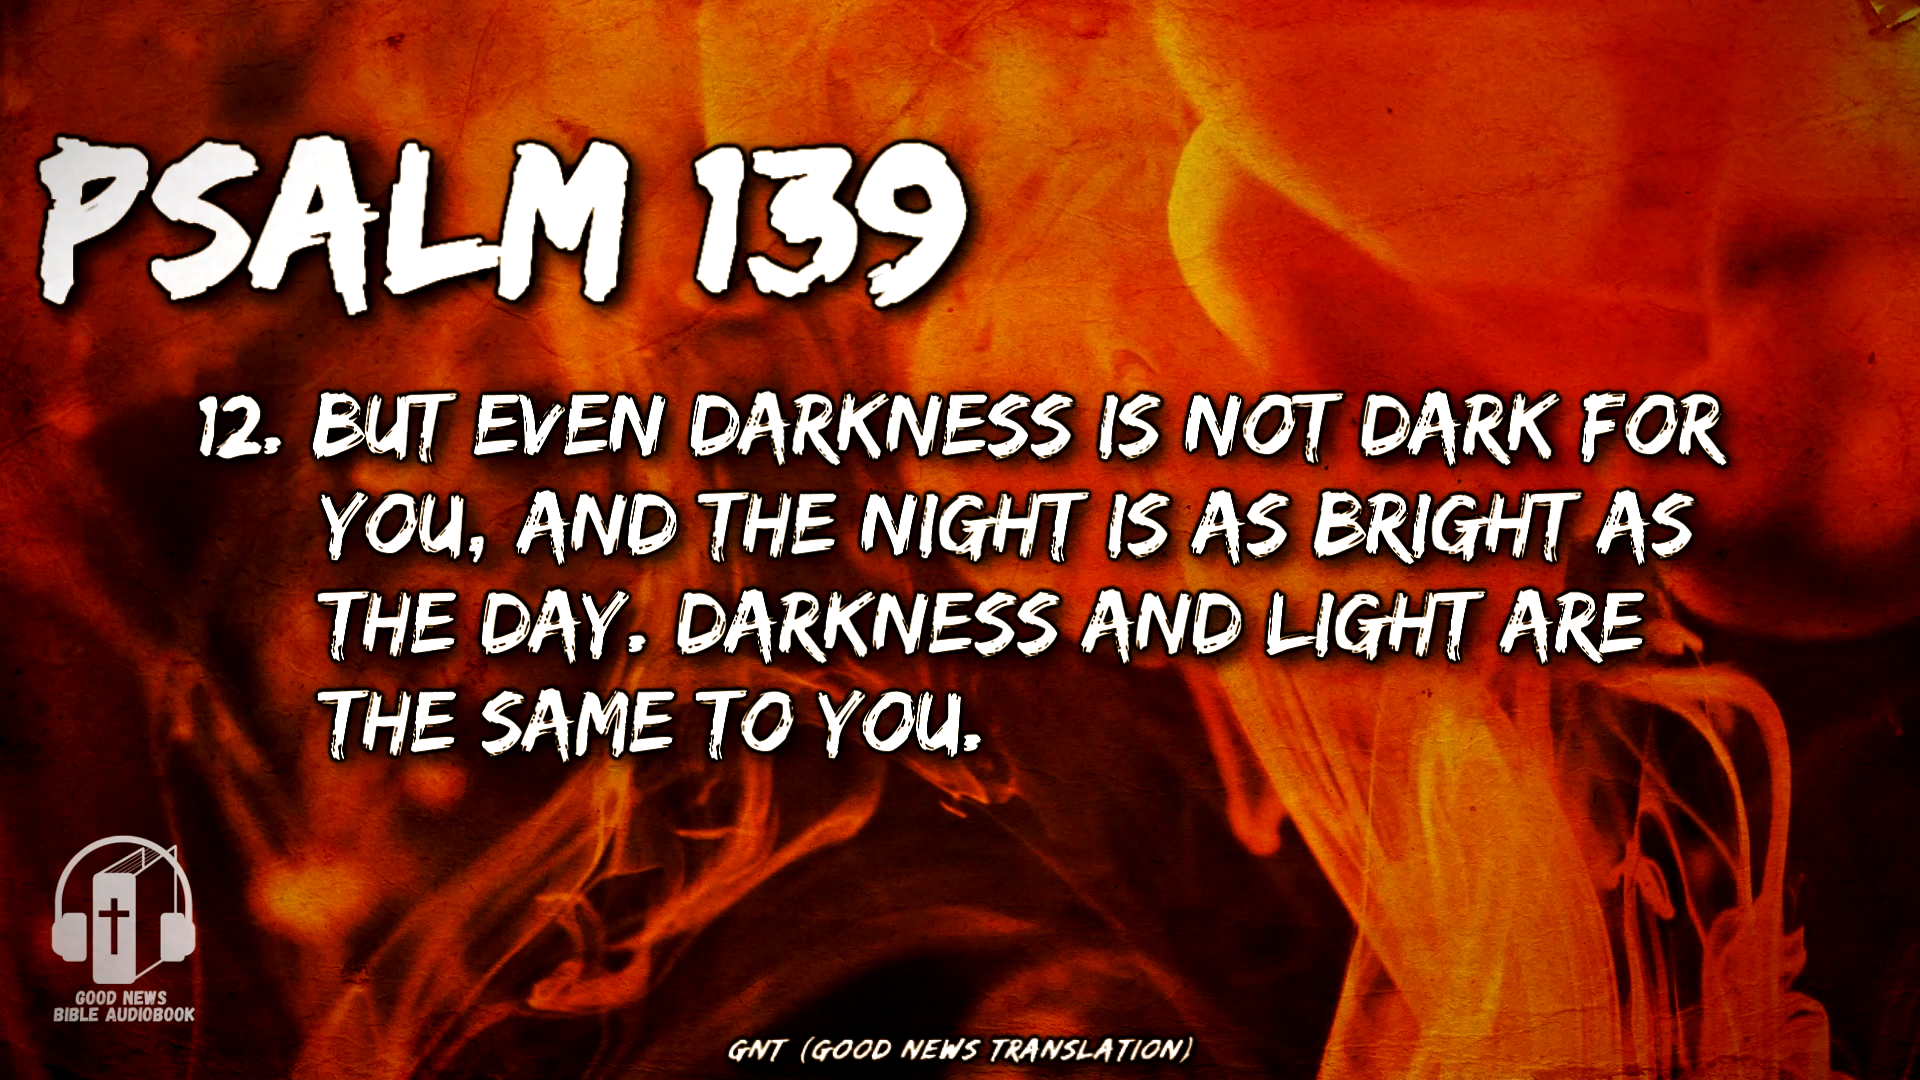 PSALM 139
12. BUT EVEN DARKNESS IS NOT DARK FOR
YOU, AND THE NIGHT IS AS BRIGHT AS
THE DAY. DARKNESS AND LIGHT ARE
THE SAME TO YOU.
GOOD NEWS
BIBLE AUDIOBOOK
GNT (GOOD NEWS TRANSLATION)